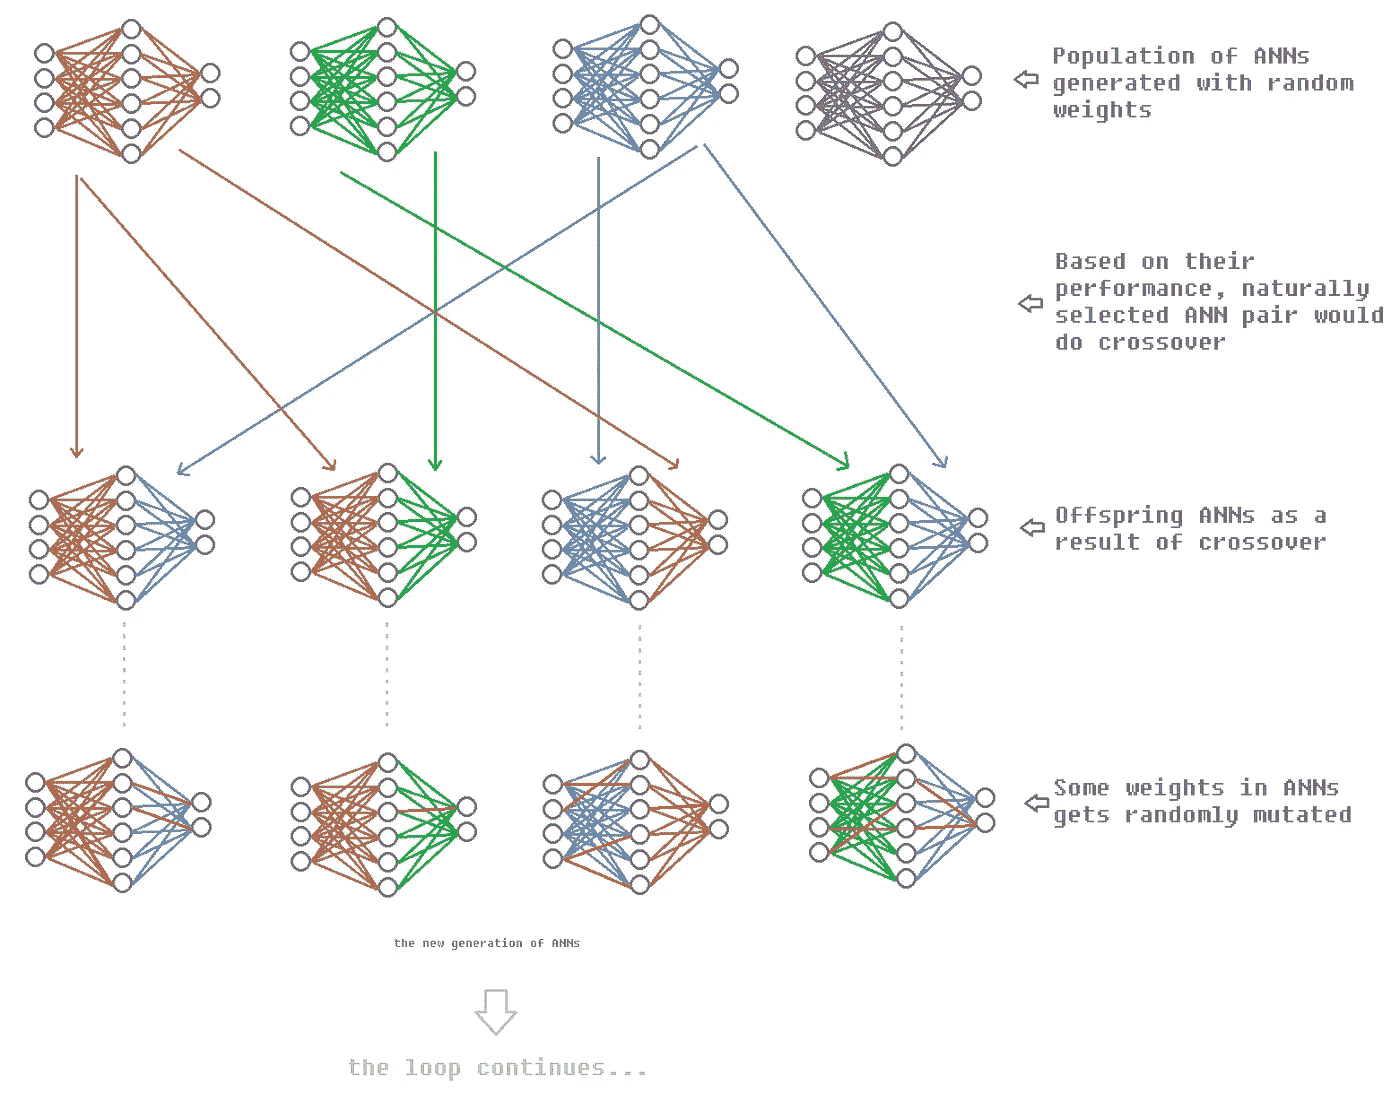 Population of ANNs
generated with random
weights
Based on their
performance, naturally
selected ANN pair would
do crossover
Offspring ANNs as a
result of crossover
Some weights in ANNs
gets randomly mutated
the new generation of ANNs
the loop continues...